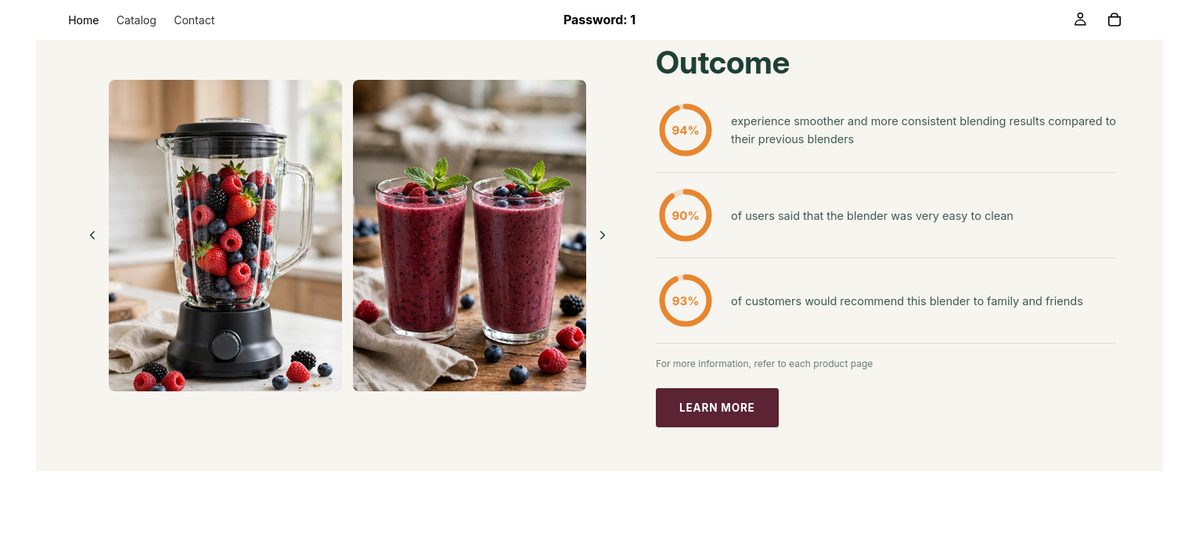 Home Catalog Contact Password: 1
Outcome
94% experience smoother and more consistent blending results compared to
their previous blenders
90% of users said that the blender was very easy to clean
93% of customers would recommend this blender to family and friends
For more information, refer to each product page
LEARN MORE